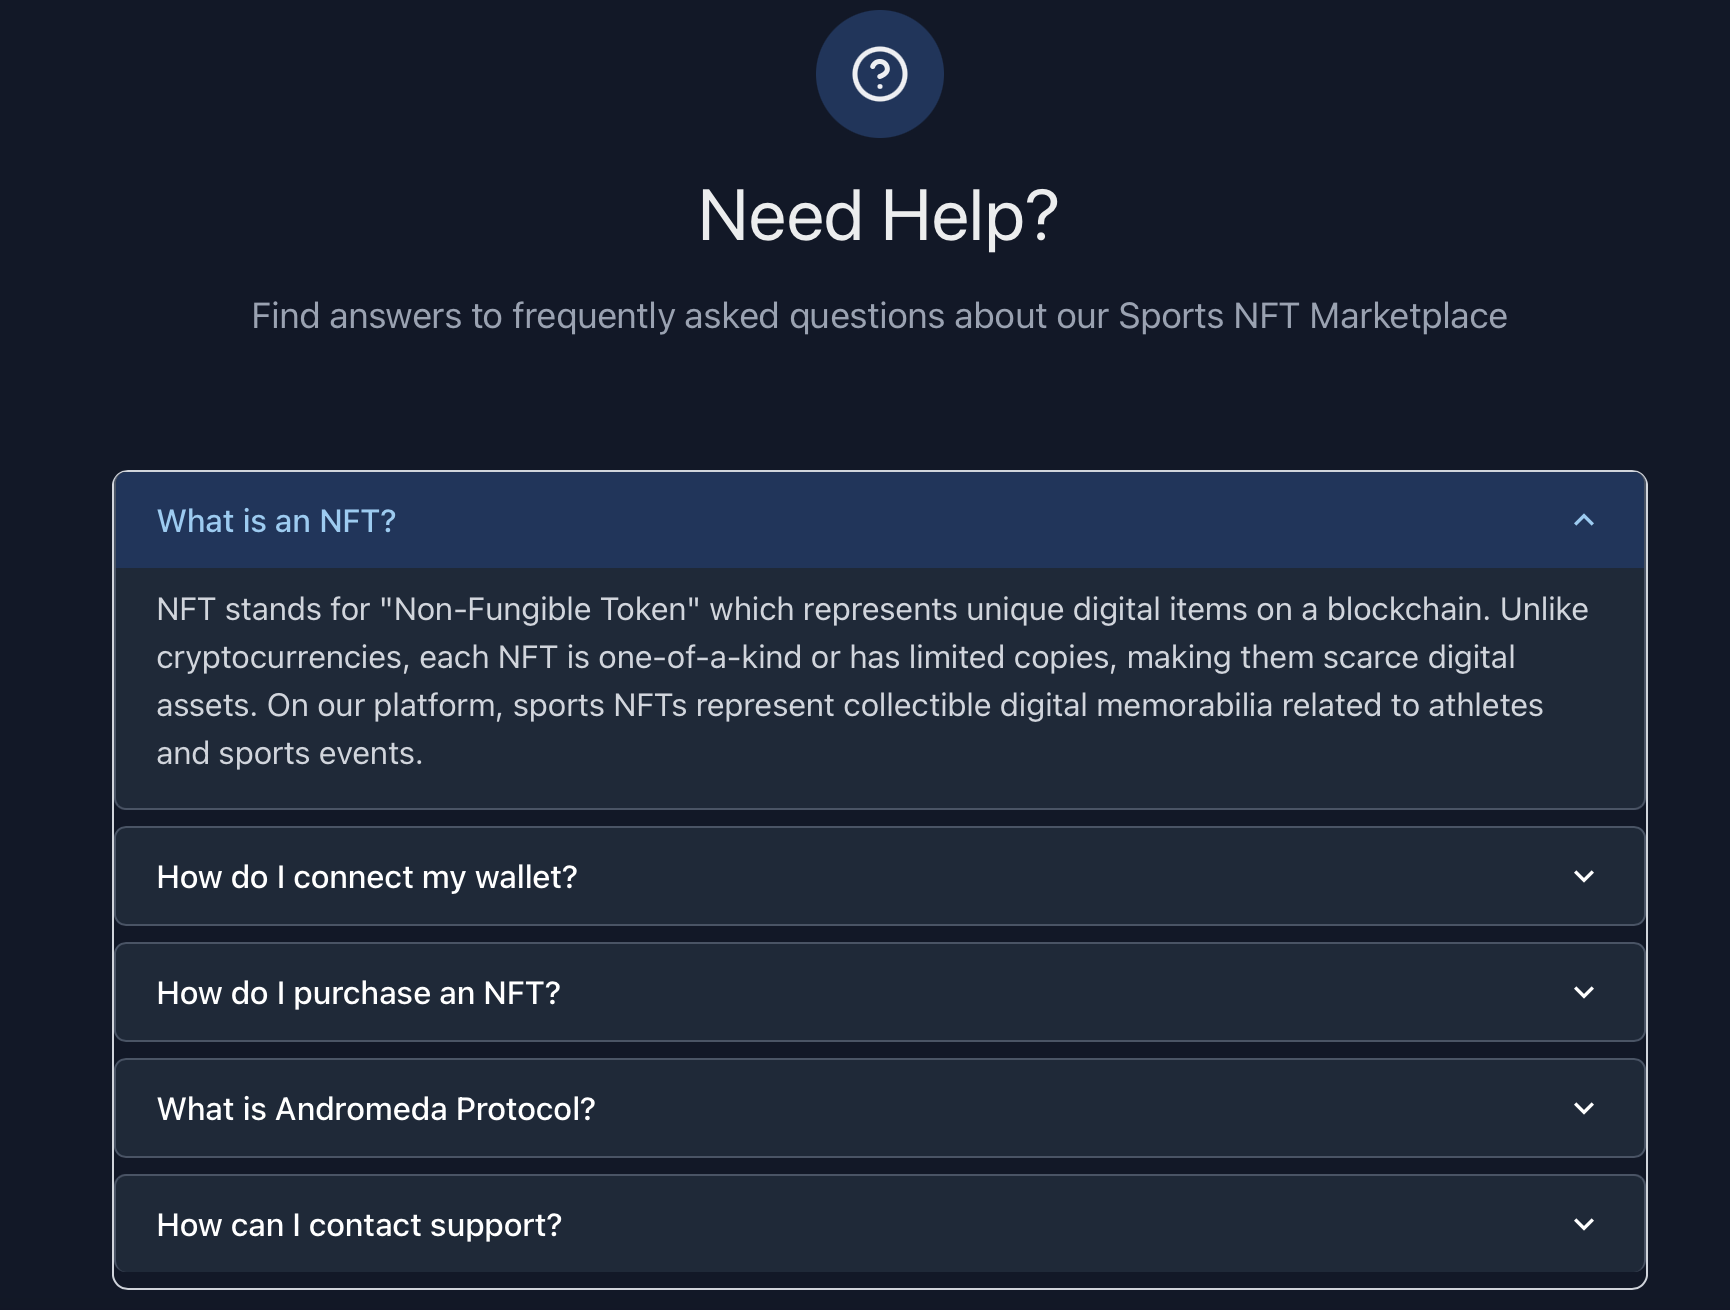 Need Help?
Find answers to frequently asked questions about our Sports NFT Marketplace
What is an NFT?
NFT stands for "Non-Fungible Token" which represents unique digital items on a blockchain. Unlike
cryptocurrencies, each NFT is one-of-a-kind or has limited copies, making them scarce digital
assets. On our platform, sports NFTs represent collectible digital memorabilia related to athletes
and sports events.
How do I connect my wallet?
How do I purchase an NFT?
What is Andromeda Protocol?
How can I contact support?